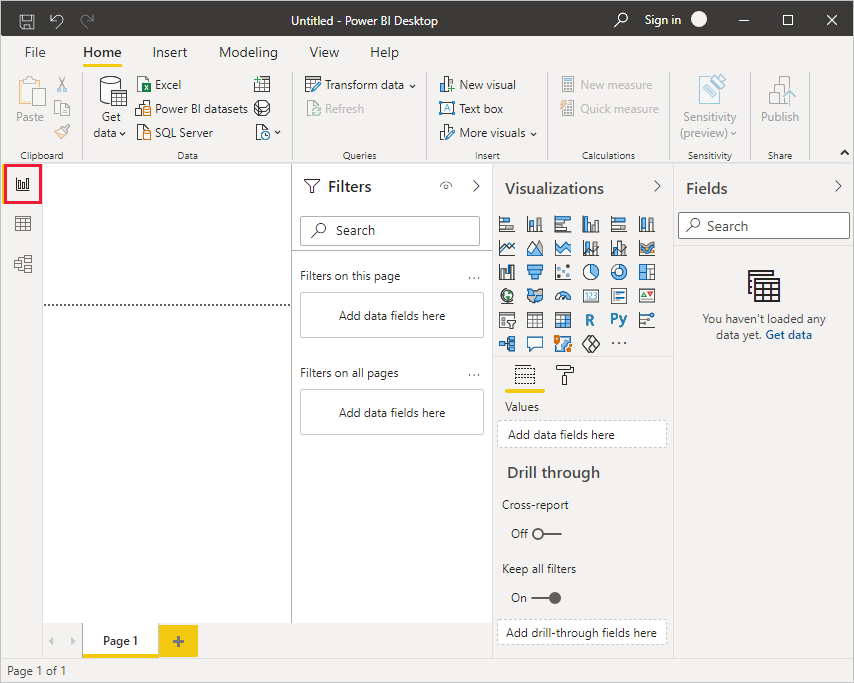 Untitled - Power BI Desktop
Sign in
File
Home
Insert
Modeling
View
Help
Paste
Clipboard
Get
data
Excel
Power BI datasets
SQL Server
Data
Transform data
Refresh
Queries
New visual
Text box
More visuals
Insert
New measure
Quick measure
Calculations
Sensitivity
(preview)
Sensitivity
Publish
Share
Filters
Search
Filters on this page
...
Add data fields here
Filters on all pages
...
Add data fields here
Visualizations
123
R
Py
...
Values
Add data fields here
Drill through
Cross-report
Off
Keep all filters
On
Add drill-through fields here
Fields
Search
You haven't loaded any
data yet. Get data
Page 1
+
Page 1 of 1